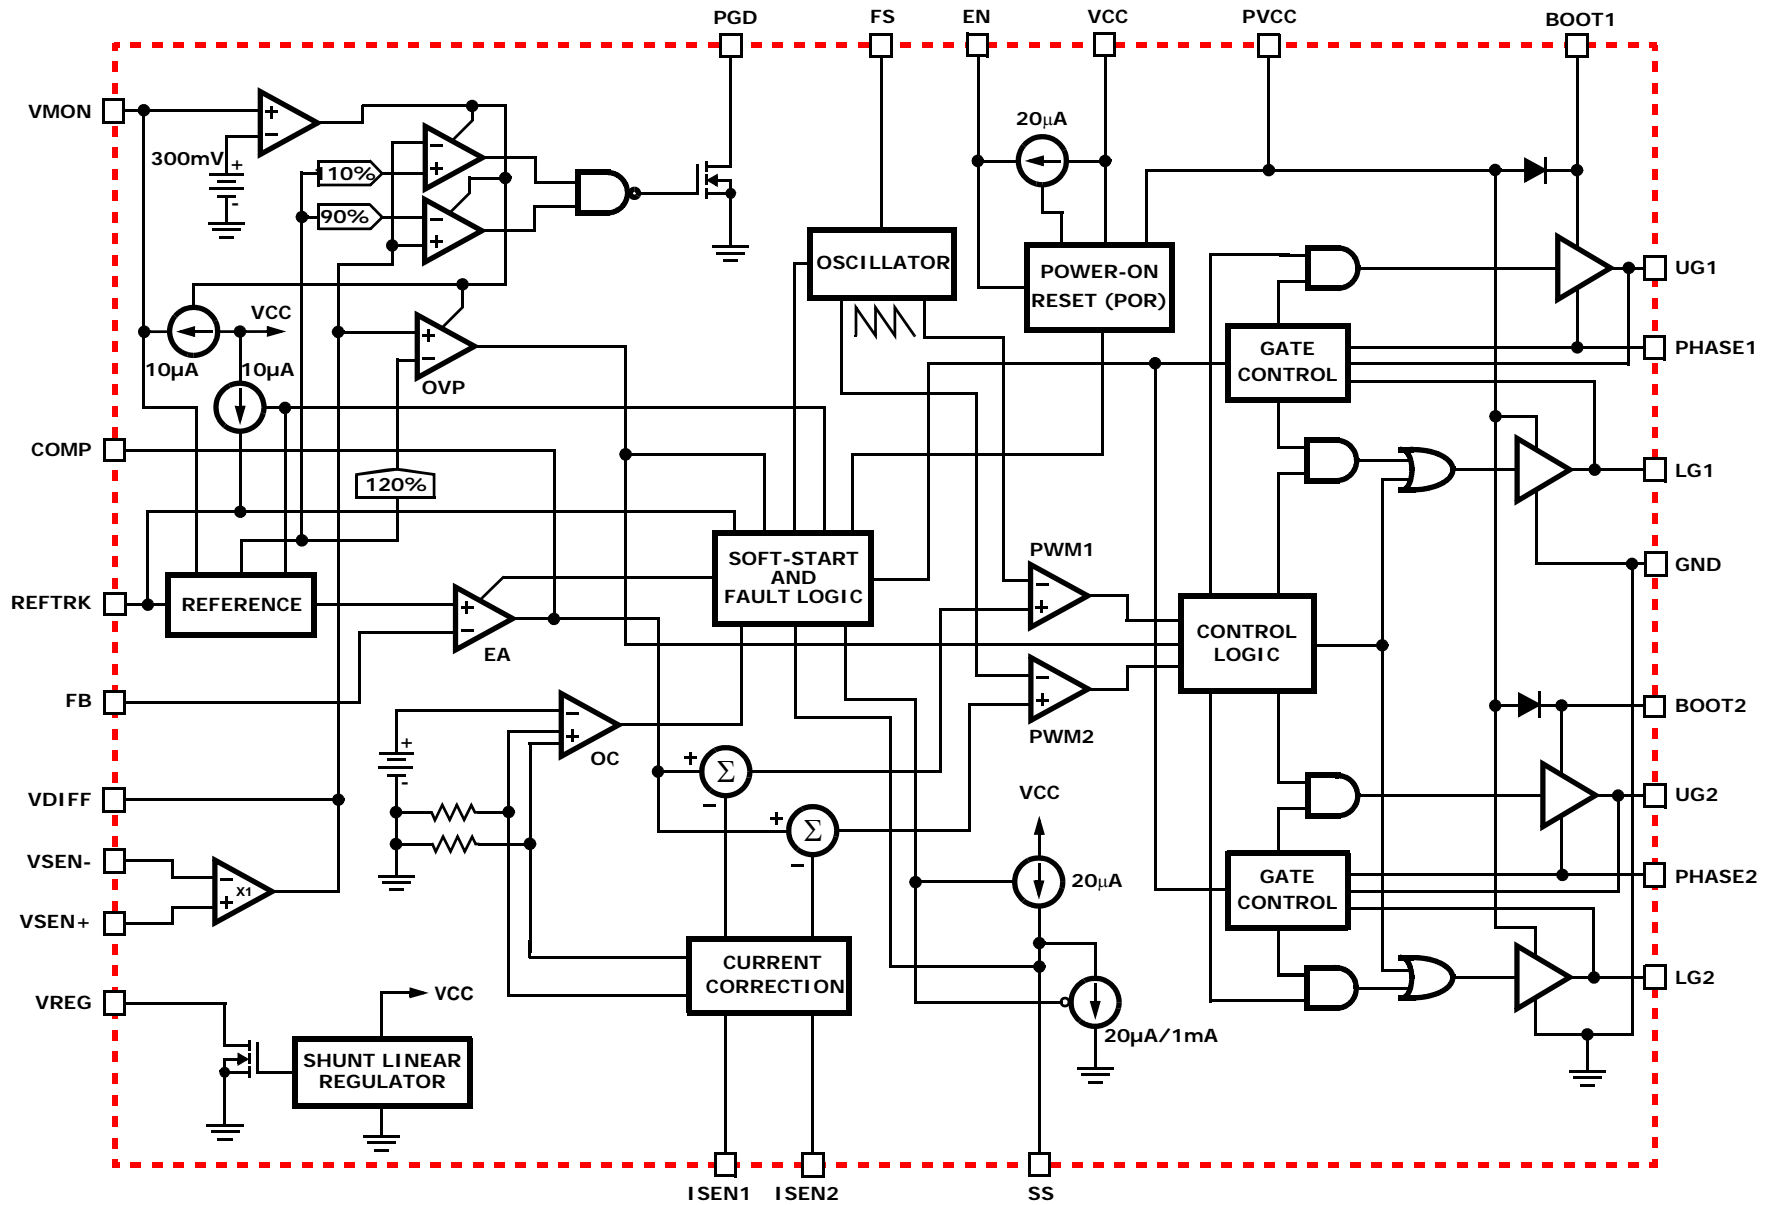 PGD
FS
EN
VCC
PVCC
BOOT1
VMON
+
−
300mV
+
-
110%
−
+
90%
−
+
20µA
OSCILLATOR
POWER-ON
RESET (POR)
UG1
VCC
10µA
10µA
+
−
OVP
GATE
CONTROL
PHASE1
COMP
120%
LG1
SOFT-START
AND
FAULT LOGIC
PWM1
−
+
GND
REFTRK
REFERENCE
+
−
EA
CONTROL
LOGIC
FB
−
+
OC
−
+
PWM2
BOOT2
+
-
+
Σ
−
VDIFF
+
Σ
−
VCC
UG2
VSEN-
−
+
X1
VSEN+
20µA
GATE
CONTROL
PHASE2
CURRENT
CORRECTION
LG2
VREG
VCC
20µA/1mA
SHUNT LINEAR
REGULATOR
ISEN1
ISEN2
SS